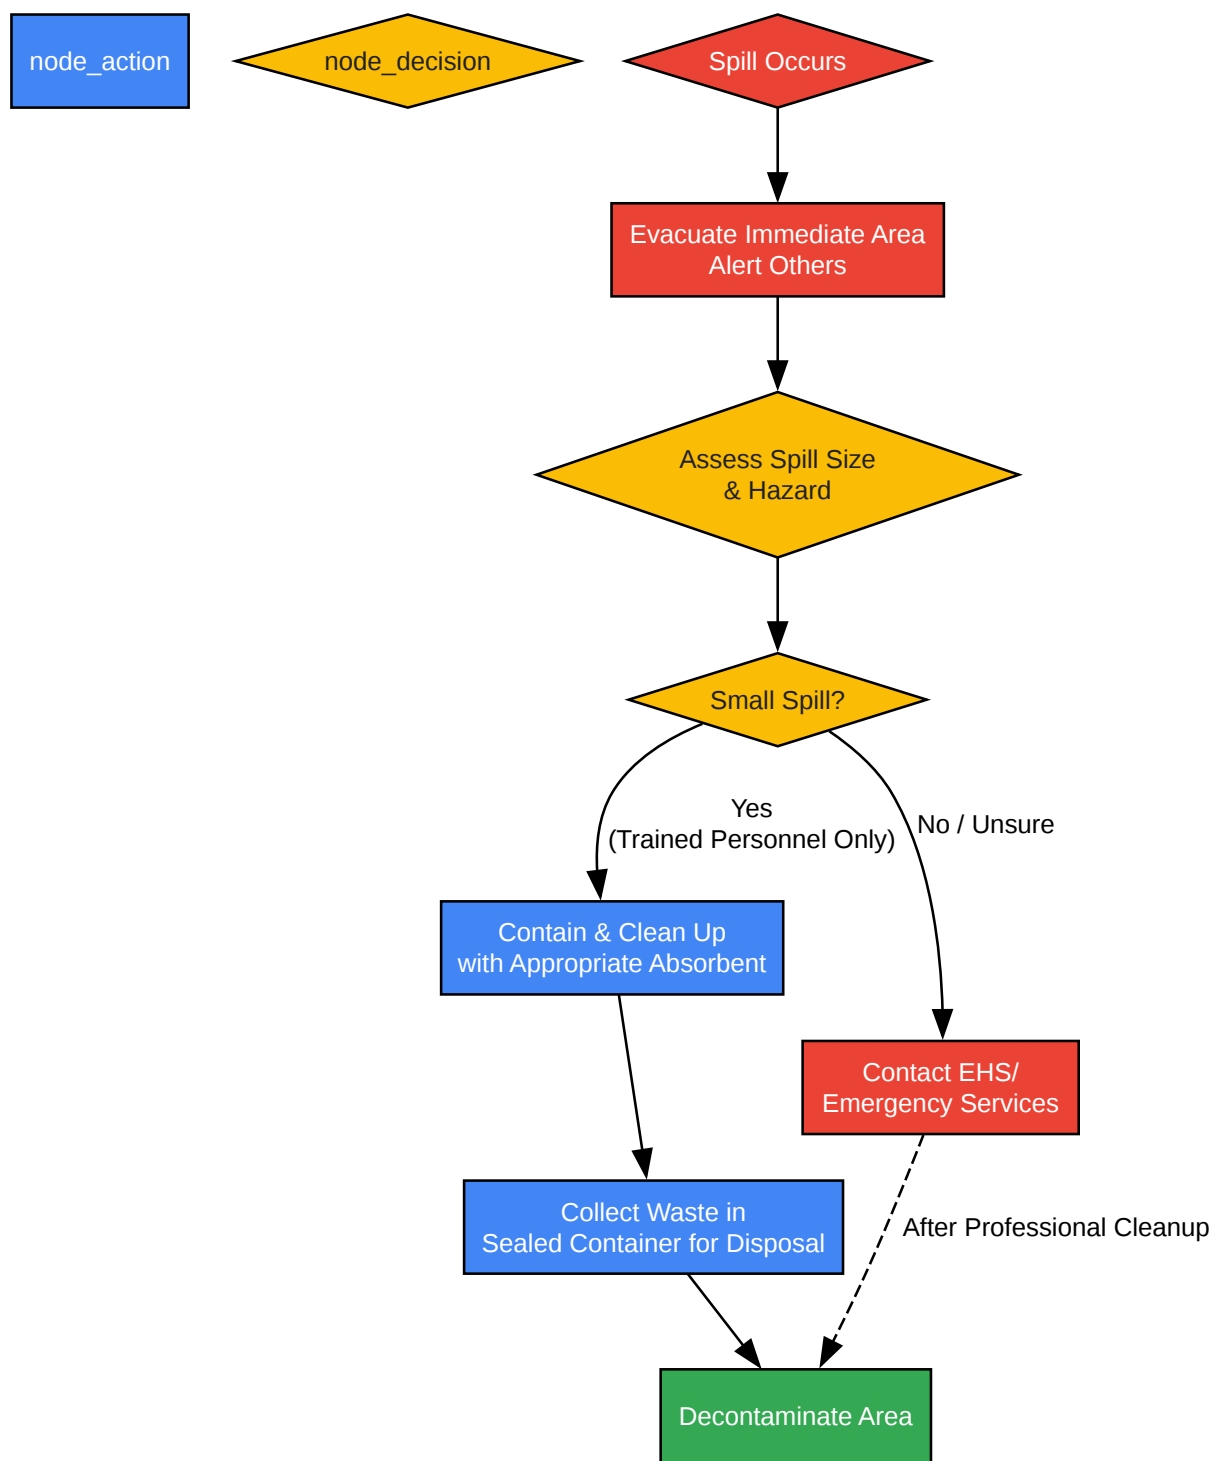 node_action
node_decision
Spill Occurs
Evacuate Immediate Area
Alert Others
Assess Spill Size
& Hazard
Small Spill?
Yes
(Trained Personnel Only)
No / Unsure
Contain & Clean Up
with Appropriate Absorbent
Contact EHS/
Emergency Services
Collect Waste in
Sealed Container for Disposal
After Professional Cleanup
Decontaminate Area